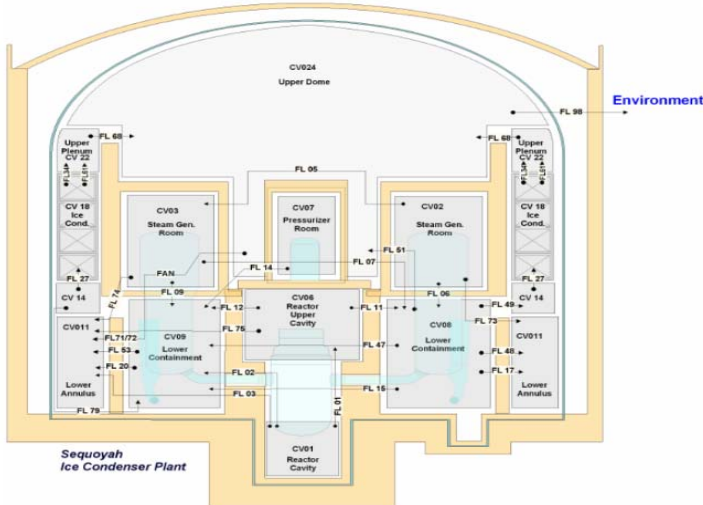 CV024
Upper Dome
Environment
FL 98
FL 68
FL 68
Upper
Plenum
CV 22
Upper
Plenum
CV 22
FL34
FL61
FL34
FL61
FL 05
CV03
Steam Gen.
Room
CV07
Pressurizer
Room
CV02
Steam Gen.
Room
CV 18
Ice
Cond.
CV 18
Ice
Cond.
FL 51
FL 07
FAN
FL 14
FL 27
FL 27
FL 74
FL 09
FL 06
CV 14
CV 14
CV06
Reactor
Upper
Cavity
FL 12
FL 11
FL 49
FL 73
CV011
FL 75
CV08
CV011
FL71/72
CV09
Lower
Containment
FL 47
Lower
Containment
FL 53
FL 48
FL 20
FL 02
FL 17
Lower
Annulus
FL 03
FL 01
FL 15
Lower
Annulus
FL 79
CV01
Reactor
Cavity
Sequoyah
Ice Condenser Plant